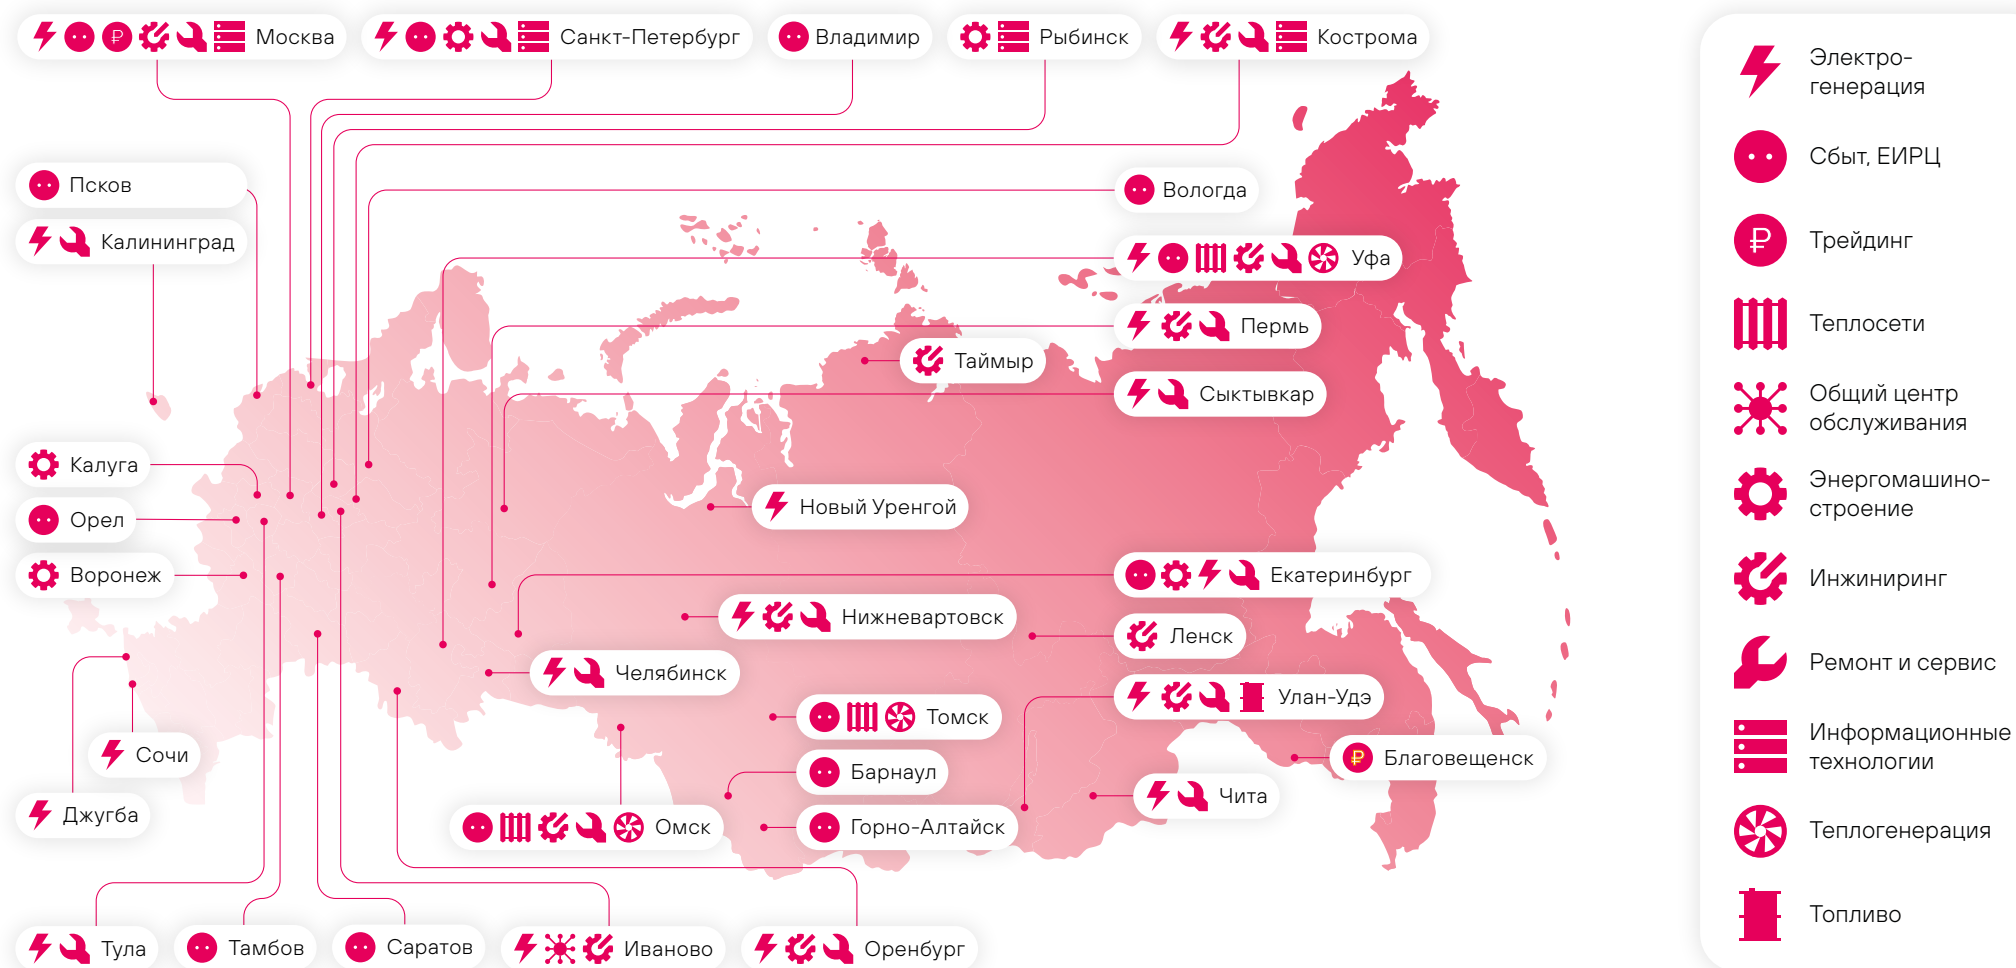 Москва
Санкт-Петербург
Владимир
Рыбинск
Кострома
Псков
Калининград
Вологда
Уфа
Пермь
Таймыр
Сыктывкар
Калуга
Орел
Воронеж
Новый Уренгой
Екатеринбург
Нижневартовск
Ленск
Челябинск
Улан-Удэ
Томск
Сочи
Благовещенск
Барнаул
Чита
Джугба
Омск
Горно-Алтайск
Тула
Тамбов
Саратов
Иваново
Оренбург
Электро-
генерация
Сбыт, ЕИРЦ
₽ Трейдинг
Теплосети
Общий центр
обслуживания
Энергомашино-
строение
Инжиниринг
Ремонт и сервис
Информационные
технологии
Теплогенерация
Топливо